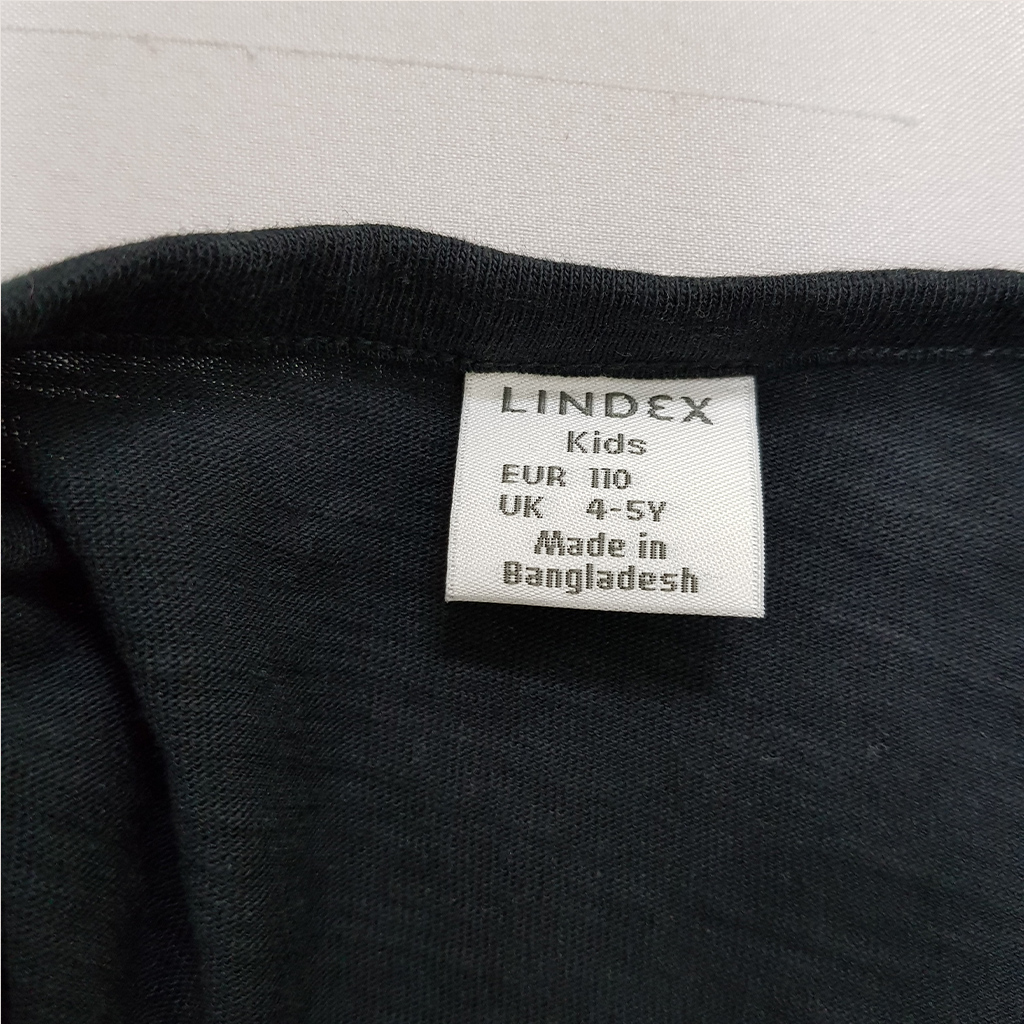 LINDEX
Kids
EUR 110
UK 4-5Y
Made in
Bangladesh